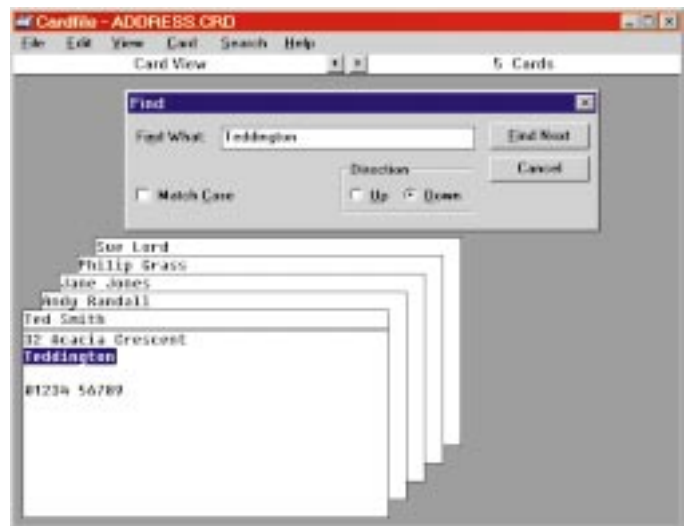 Cardfile - ADDRESS.CRD
File Edit View Card Search Help
Card View 5 Cards
Find
Find What: Teddington Find Next
Direction Cancel
Match Case Up Down
Sue Lord
Philip Grass
Jane Jones
Andy Randall
Ted Smith
32 Acacia Crescent
Teddington
01234 56789